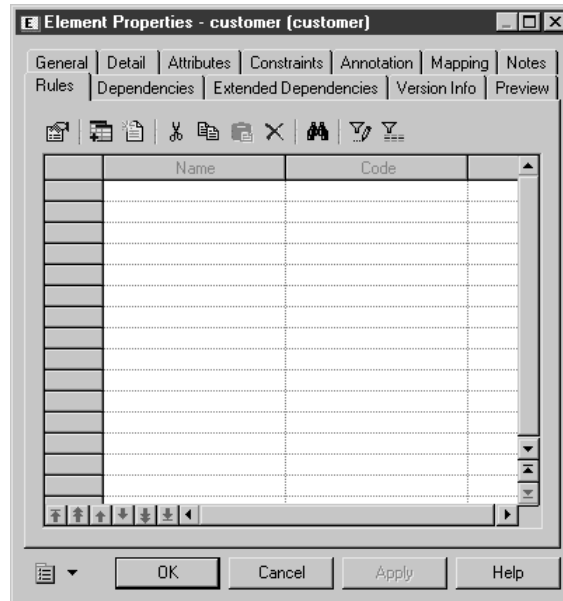 E Element Properties - customer (customer)
General Detail Attributes Constraints Annotation Mapping Notes
Rules Dependencies Extended Dependencies Version Info Preview
Name Code
OK Cancel Apply Help